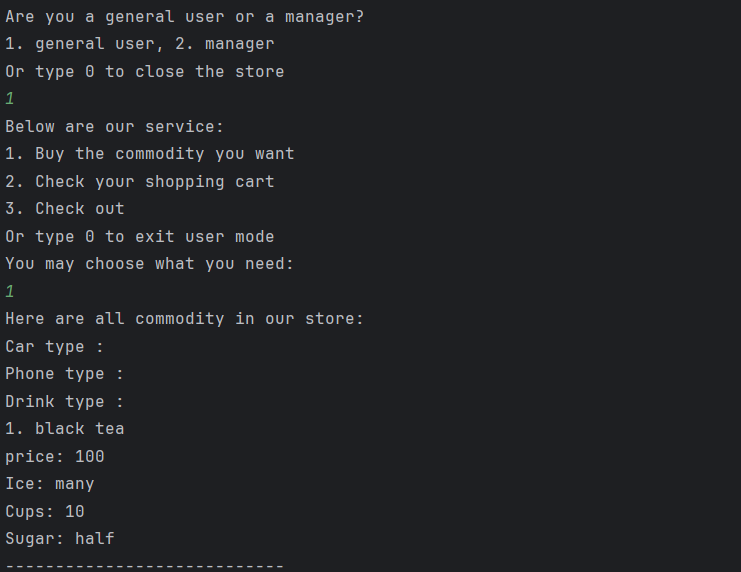 Are you a general user or a manager?
1. general user, 2. manager
Or type 0 to close the store
1
Below are our service:
1. Buy the commodity you want
2. Check your shopping cart
3. Check out
Or type 0 to exit user mode
You may choose what you need:
1
Here are all commodity in our store:
Car type :
Phone type :
Drink type :
1. black tea
price: 100
Ice: many
Cups: 10
Sugar: half
----------------------------